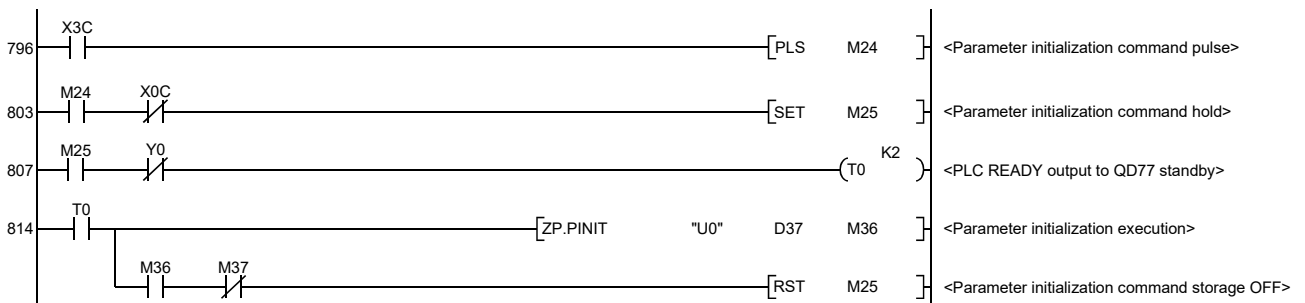 X3C
796 PLS M24 <Parameter initialization command pulse>
M24 X0C
803 SET M25 <Parameter initialization command hold>
M25 Y0 K2
807 T0 <PLC READY output to QD77 standby>
T0
814 ZP.PINIT "U0" D37 M36 <Parameter initialization execution>
M36 M37
RST M25 <Parameter initialization command storage OFF>